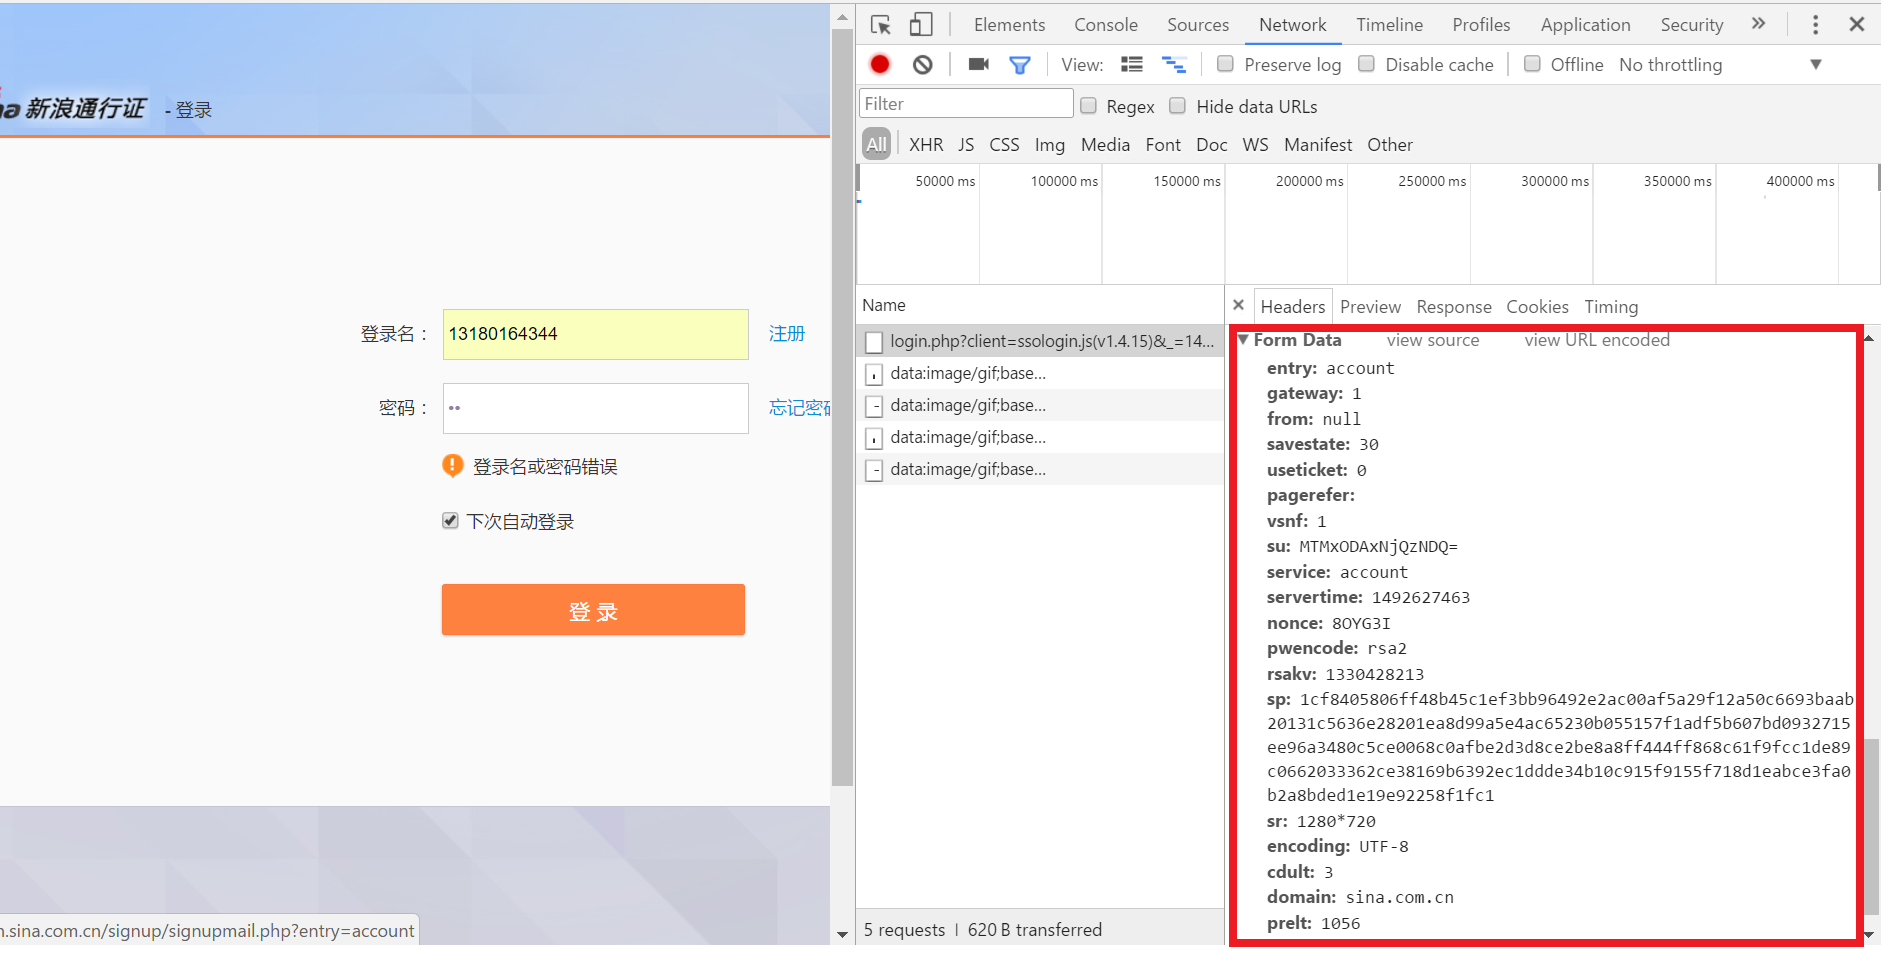 新浪通行证 - 登录
登录名： 13180164344 注册
密码： •• 忘记密码
登录名或密码错误
下次自动登录
登 录
n.sina.com.cn/signup/signupmail.php?entry=account
Elements Console Sources Network Timeline Profiles Application Security »
View: Preserve log Disable cache Offline No throttling
Filter Regex Hide data URLs
All XHR JS CSS Img Media Font Doc WS Manifest Other
50000 ms 100000 ms 150000 ms 200000 ms 250000 ms 300000 ms 350000 ms 400000 ms
Name
login.php?client=ssologin.js(v1.4.15)&_=14...
data:image/gif;base...
data:image/gif;base...
data:image/gif;base...
data:image/gif;base...
5 requests | 620 B transferred
× Headers Preview Response Cookies Timing
Form Data view source view URL encoded
entry: account
gateway: 1
from: null
savestate: 30
useticket: 0
pagerefer:
vsnf: 1
su: MTMxODAxNjQzNDQ=
service: account
servertime: 1492627463
nonce: 8OYG3I
pwencode: rsa2
rsakv: 1330428213
sp: 1cf8405806ff48b45c1ef3bb96492e2ac00af5a29f12a50c6693baab
20131c5636e28201ea8d99a5e4ac65230b055157f1adf5b607bd0932715
ee96a3480c5ce0068c0afbe2d3d8ce2be8a8ff444ff868c61f9fcc1de89
c0662033362ce38169b6392ec1ddde34b10c915f9155f718d1eabce3fa0
b2a8bded1e19e92258f1fc1
sr: 1280*720
encoding: UTF-8
cdult: 3
domain: sina.com.cn
prelt: 1056